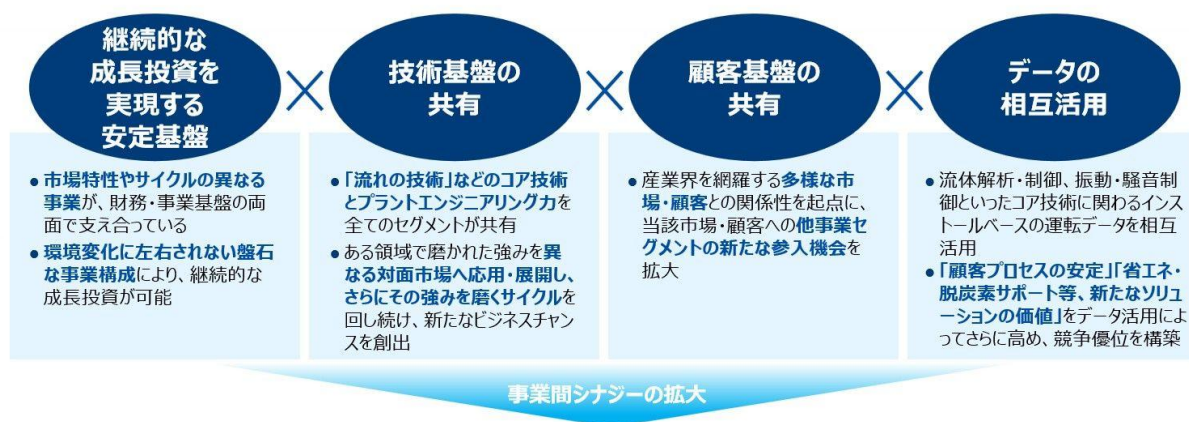 継続的な
成長投資を
実現する
安定基盤
技術基盤の
共有
顧客基盤の
共有
データの
相互活用
● 市場特性やサイクルの異なる
事業が、財務・事業基盤の両
面で支え合っている
● 環境変化に左右されない盤石
な事業構成により、継続的な
成長投資が可能
● 「流れの技術」などのコア技術
とプラントエンジニアリング力を
全てのセグメントが共有
● ある領域で磨かれた強みを異
なる対面市場へ応用・展開し、
さらにその強みを磨くサイクルを
回し続け、新たなビジネスチャン
スを創出
● 産業界を網羅する多様な市
場・顧客との関係性を起点に、
当該市場・顧客への他事業セ
グメントの新たな参入機会を
拡大
● 流体解析・制御、振動・騒音制
御といったコア技術に関わるインス
トールベースの運転データを相互
活用
● 「顧客プロセスの安定」「省エネ・
脱炭素サポート等、新たなソリュ
ーションの価値」をデータ活用によ
ってさらに高め、競争優位を構築
事業間シナジーの拡大